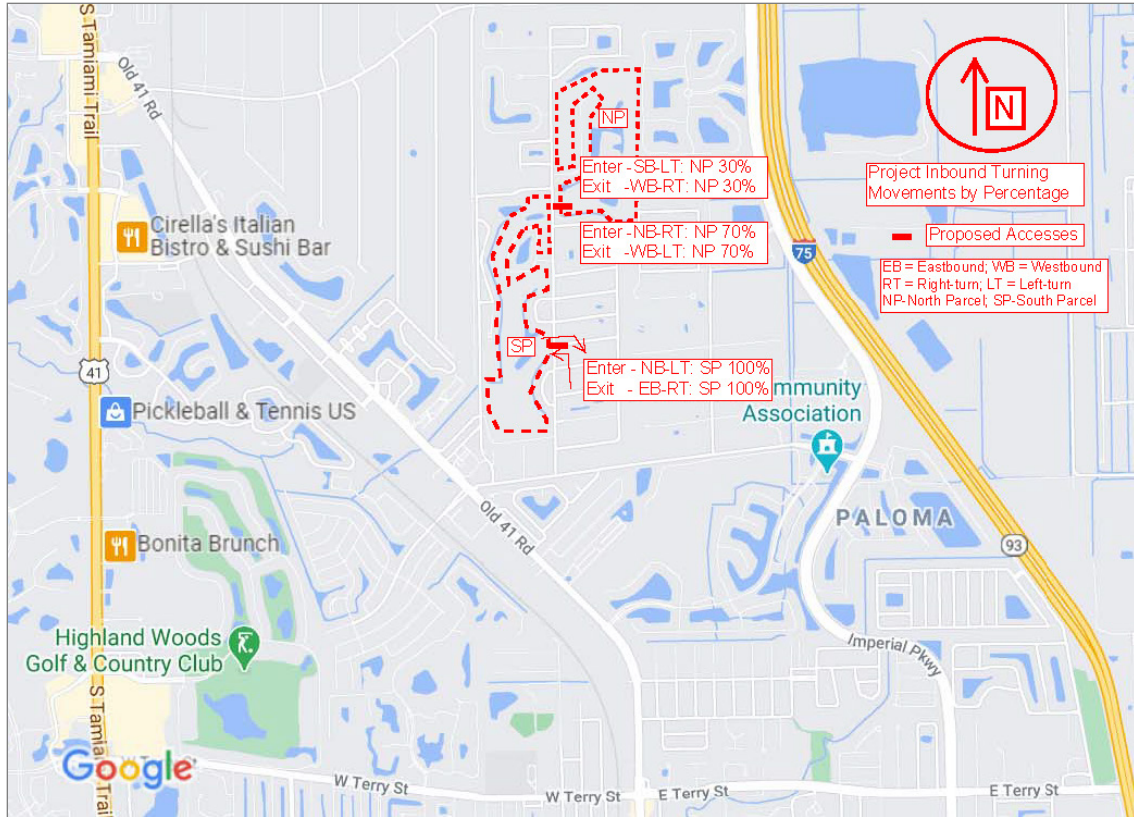 S Tamiami Trail
Old 41 Rd
N
NP
Enter -SB-LT: NP 30%
Exit -WB-RT: NP 30%
Project Inbound Turning
Movements by Percentage
Proposed Accesses
Cirella's Italian
Bistro & Sushi Bar
Enter -NB-RT: NP 70%
Exit -WB-LT: NP 70%
75
EB = Eastbound; WB = Westbound
RT = Right-turn; LT = Left-turn
NP-North Parcel; SP-South Parcel
SP
Enter - NB-LT: SP 100%
Exit - EB-RT: SP 100%
41
Pickleball & Tennis US
ommunity
Association
Old 41 Rd
PALOMA
Bonita Brunch
93
Highland Woods
Golf & Country Club
Imperial Pkwy
S Tamiami Trail
Google
W Terry St
W Terry St
E Terry St
E Terry St